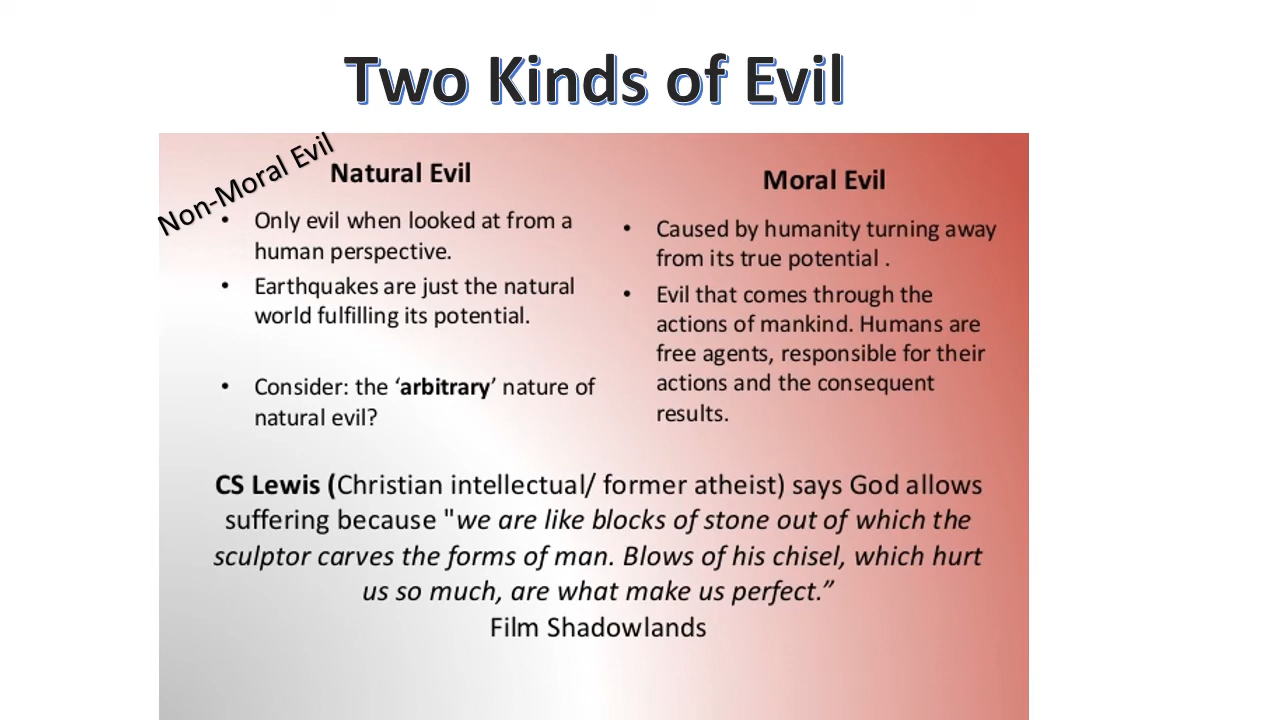 Two Kinds of Evil
Non-Moral Evil
Natural Evil
• Only evil when looked at from a
human perspective.
• Earthquakes are just the natural
world fulfilling its potential.
• Consider: the ‘arbitrary’ nature of
natural evil?
Moral Evil
• Caused by humanity turning away
from its true potential .
• Evil that comes through the
actions of mankind. Humans are
free agents, responsible for their
actions and the consequent
results.
CS Lewis (Christian intellectual/ former atheist) says God allows
suffering because "we are like blocks of stone out of which the
sculptor carves the forms of man. Blows of his chisel, which hurt
us so much, are what make us perfect.”
Film Shadowlands